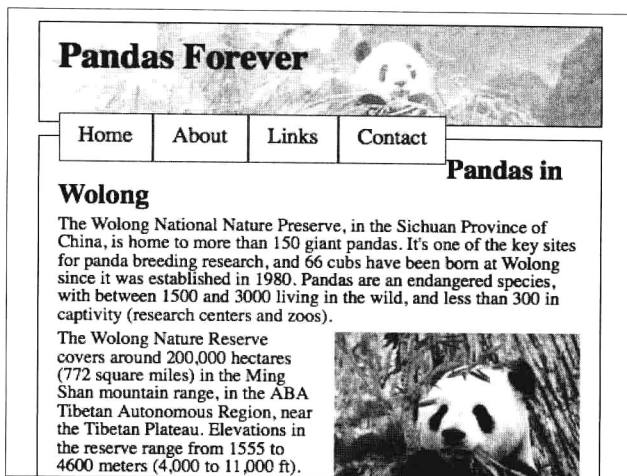 Pandas Forever
Home About Links Contact
Pandas in
Wolong
The Wolong National Nature Preserve, in the Sichuan Province of
China, is home to more than 150 giant pandas. It's one of the key sites
for panda breeding research, and 66 cubs have been born at Wolong
since it was established in 1980. Pandas are an endangered species,
with between 1500 and 3000 living in the wild, and less than 300 in
captivity (research centers and zoos).
The Wolong Nature Reserve
covers around 200,000 hectares
(772 square miles) in the Ming
Shan mountain range, in the ABA
Tibetan Autonomous Region, near
the Tibetan Plateau. Elevations in
the reserve range from 1555 to
4600 meters (4,000 to 11,000 ft).